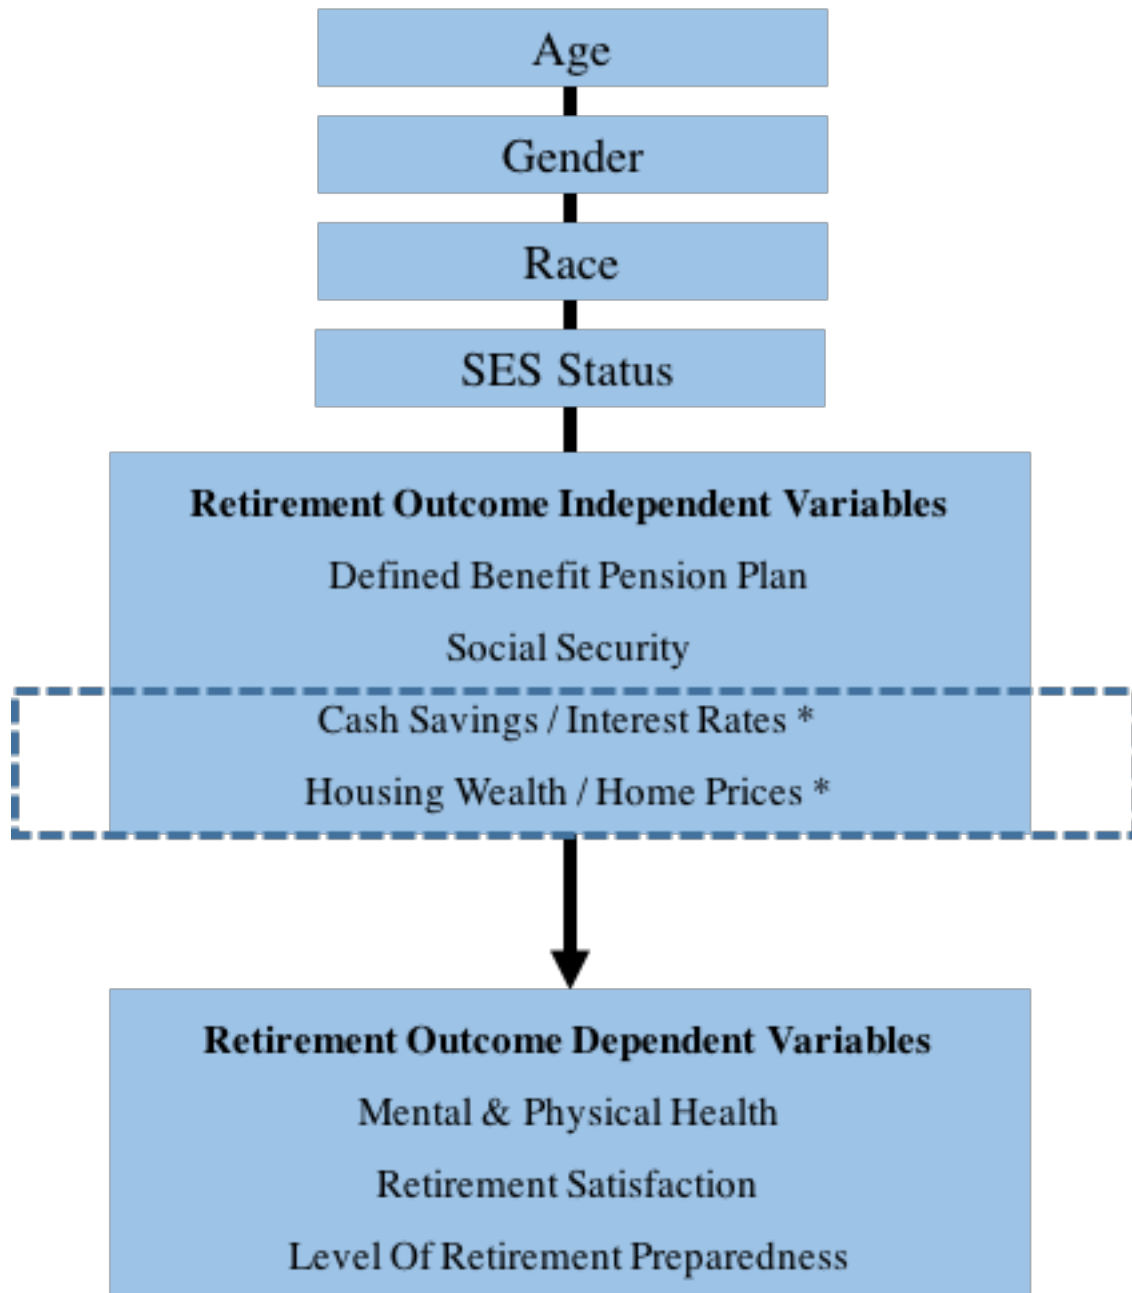 Age
Gender
Race
SES Status
Retirement Outcome Independent Variables
Defined Benefit Pension Plan
Social Security
Cash Savings / Interest Rates *
Housing Wealth / Home Prices *
Retirement Outcome Dependent Variables
Mental & Physical Health
Retirement Satisfaction
Level Of Retirement Preparedness